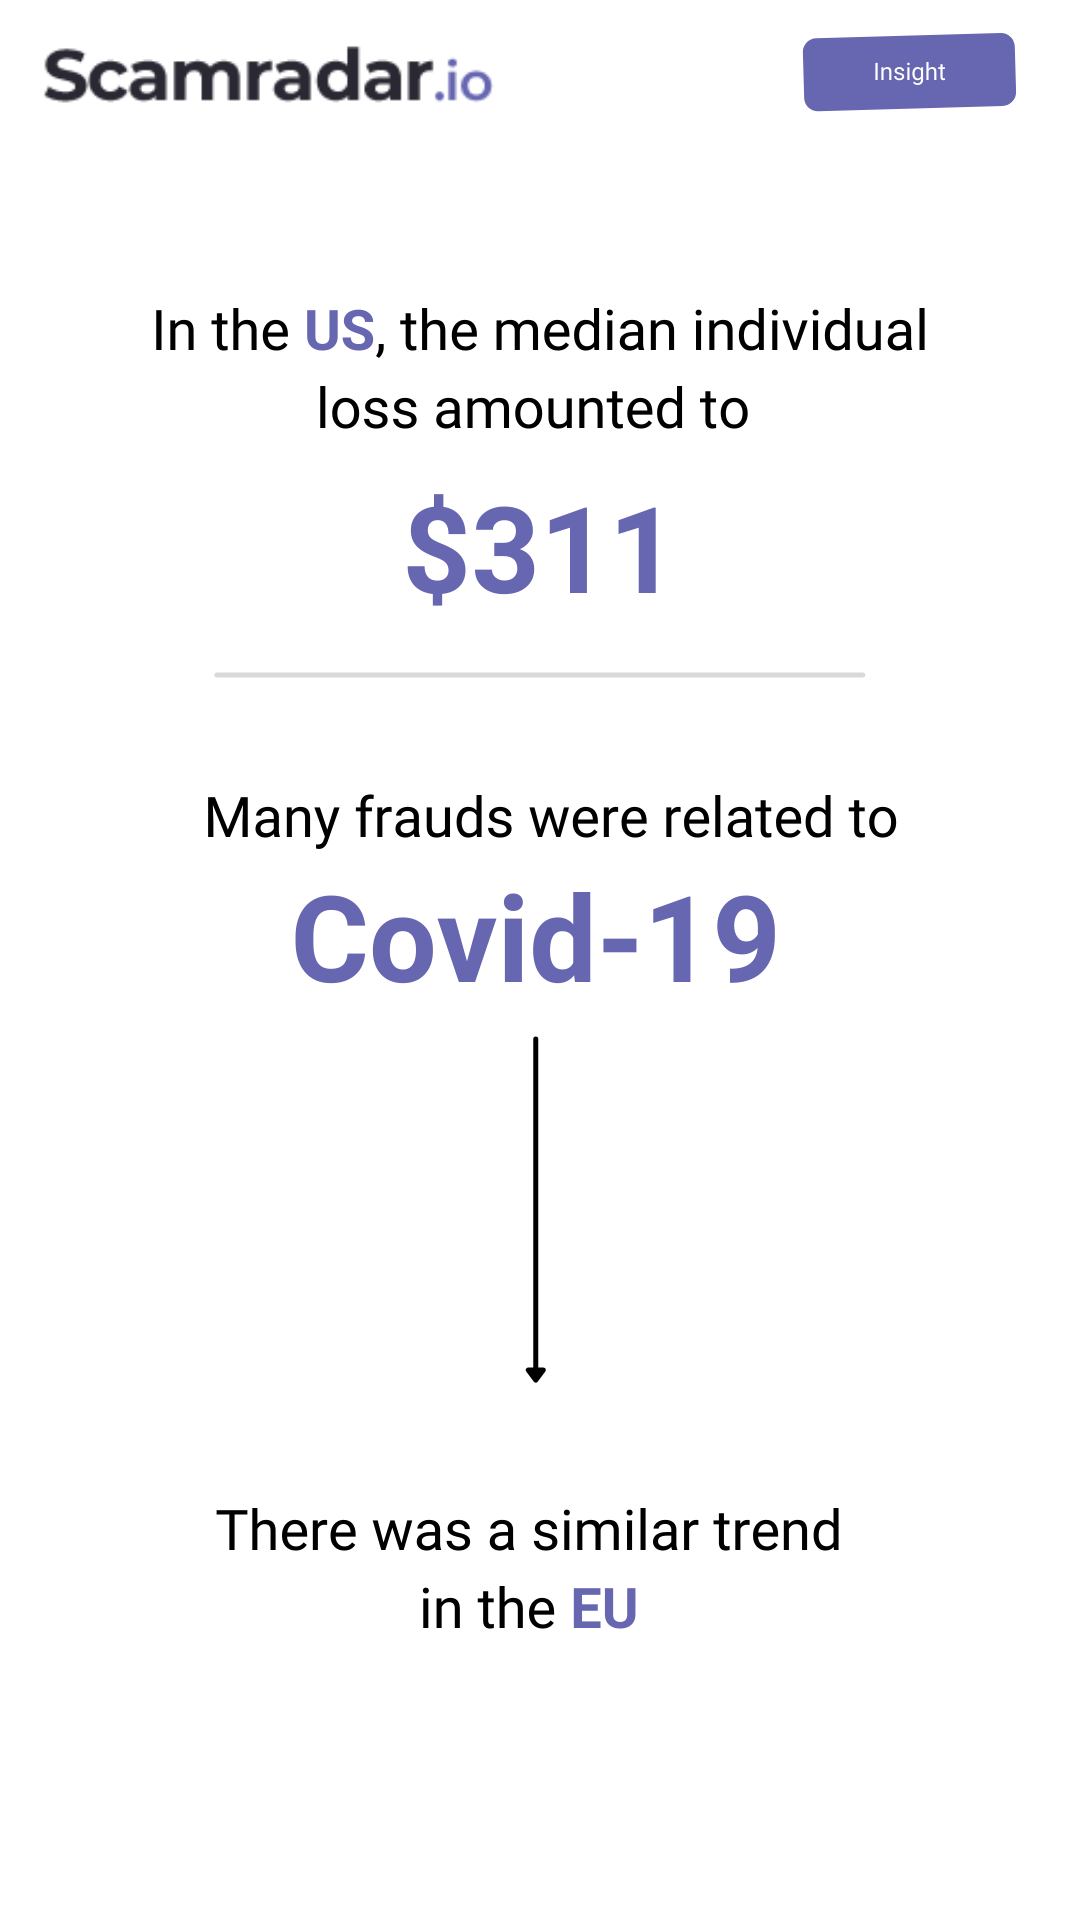 Scamradar.io
Insight
In the US, the median individual
loss amounted to
$311
Many frauds were related to
Covid-19
There was a similar trend
in the EU